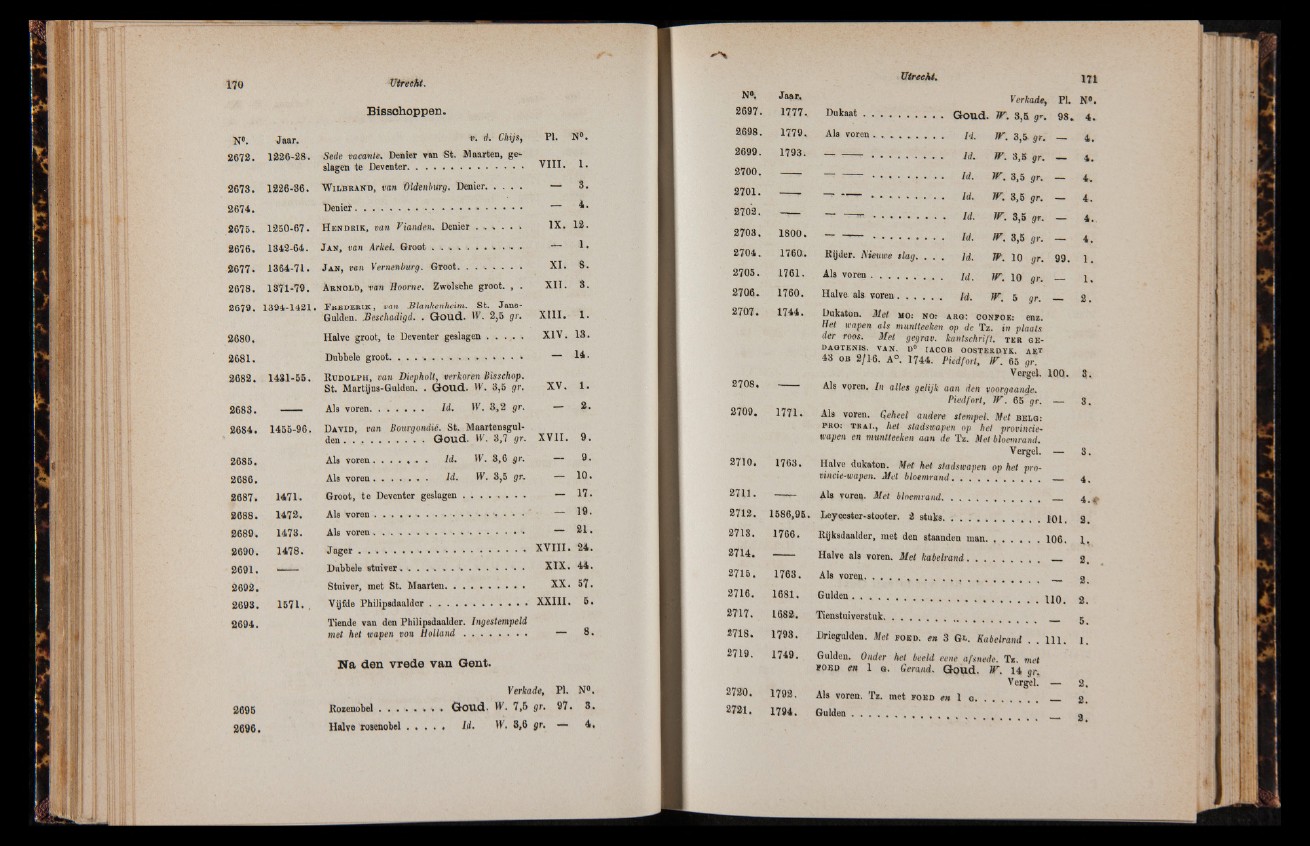 170 Utrecht.
Bisschoppen.
N⁰. Jaar. v. d. Chijs, Pl. N⁰.
2672. 1226-28. Sede vacante. Denier van St. Maarten, ge-
slagen te Deventer. . . . . . . . . . . . . VIII. 1.
2673. 1226-36. Wilbrand, van Oldenburg. Denier. . . . . — 3.
2674. Denier. . . . . . . . . . . . . . . . . . . . — 4.
2675. 1250-67. Hendrik, van Vianden. Denier . . . . . . IX. 12.
2676. 1342-64. Jan, van Arkel. Groot . . . . . . . . . . . — 1.
2677. 1364-71. Jan, van Vernenburg. Groot. . . . . . . . XI. 8.
2678. 1371-79. Arnold, van Hoorne. Zwolsche groot. . . XII. 3.
2679. 1394-1421. Frederik, van Blankenheim. St. Jans-
Gulden. Beschadigd. . Goud. W. 2,5 gr. XIII. 1.
2680. Halve groot, te Deventer geslagen . . . . . XIV. 13.
2681. Dubbele groot. . . . . . . . . . . . . . . . — 14.
2682. 1431-55. Rudolph, van Diepholt, verkoren Bisschop.
St. Martijns-Gulden. . Goud. W. 3,5 gr. XV. 1.
2683. —— Als voren. . . . . . . Id. W. 3,2 gr. — 2.
2684. 1455-96. David, van Bourgondië. St. Maartensgul-
den . . . . . . . . . . Goud. W. 3,7 gr. XVII. 9.
2685. Als voren . . . . . . . Id. W. 3,6 gr. — 9.
2686. Als voren . . . . . . . Id. W. 3,5 gr. — 10.
2687. 1471. Groot, te Deventer geslagen . . . . . . . . — 17.
2688. 1472. Als voren . . . . . . . . . . . . . . . . . . — 19.
2689. 1473. Als voren . . . . . . . . . . . . . . . . . . — 21.
2690. 1478. Jager . . . . . . . . . . . . . . . . . . . . XVIII. 24.
2691. —— Dubbele stuiver . . . . . . . . . . . . . . . XIX. 44.
2692. Stuiver, met St. Maarten. . . . . . . . . . XX. 57.
2693. 1571. Vijfde Philipsdaalder . . . . . . . . . . . . XXIII. 5.
2694. Tiende van den Philipsdaalder. Ingestempeld
met het wapen von Holland . . . . . . . . — 8.
Na den vrede van Gent.
Verkade, Pl. N⁰.
2695 Rozenobel . . . . . . . . Goud. W. 7,5 gr. 97. 3.
2696. Halve rosenobel . . . . . Id. W. 3,6 gr. — 4.
Utrecht. 171
N⁰. Jaar. Verkade, Pl. N⁰.
2697. 1777. Dukaat . . . . . . . . . . Goud. W. 3,5 gr. 98. 4.
2698. 1779. Als voren . . . . . . . . . Id. W. 3,5 gr. — 4.
2699. 1793. — —— . . . . . . . . . Id. W. 3,5 gr. — 4.
2700. —— — —— . . . . . . . . . Id. W. 3,5 gr. — 4.
2701. —— — —— . . . . . . . . . Id. W. 3,5 gr. — 4.
2702. —— — —— . . . . . . . . . Id. W. 3,5 gr. — 4.
2703. 1800. — —— . . . . . . . . . Id. W. 3,5 gr. — 4.
2704. 1760. Rijder. Nieuwe slag. . . . Id. W. 10 gr. 99. 1.
2705. 1761. Als voren . . . . . . . . . Id. W. 10 gr. — 1.
2706. 1760. Halve als voren . . . . . . Id. W. 5 gr. — 2.
2707. 1744. Dukaton. Met MO: NO: ARG: CONFOE: enz.
Het wapen als muntteeken op de Tz. in plaats
der roos. Met gegrav. kantschrift. TER GE-
DAGTENIS. VAN. D⁰ IACOB OOSTERDYK. AET
43 OB 2/16. A⁰. 1744. Piedfort, W. 65 gr.
Vergel. 100. 3.
2708. —— Als voren. In alles gelijk aan den voorgaande.
Piedfort, W. 65 gr. — 3.
2709. 1771. Als voren. Geheel andere stempel. Met BELG:
PRO: TRAI., het stadswapen op het provincie-
wapen en muntteeken aan de Tz. Met bloemrand.
Vergel. — 3.
2710. 1763. Halve dukaton. Met het stadswapen op het pro-
vincie-wapen. Met bloemrand . . . . . . . . . . . — 4.
2711. —— Als voren. Met bloemrand. . . . . . . . . . . . — 4.
2712. 1586,95. Leycester-stooter. 2 stuks. . . . . . . . . . . . 101. 2.
2713. 1766. Rijksdaalder, met den staanden man. . . . . . . 106. 1.
2714. —— Halve als voren. Met kabelrand . . . . . . . . . — 2.
2715. 1763. Als voren. . . . . . . . . . . . . . . . . . . . . — 2.
2716. 1681. Gulden . . . . . . . . . . . . . . . . . . . . . . 110. 2.
2717. 1682. Tienstuiverstuk. . . . . . . . . . . . . . . . . . — 5.
2718. 1793. Driegulden. Met FOED. en 3 GL. Kabelrand . . 111. 1.
2719. 1749. Gulden. Onder het beeld eene afsnede. Tz. met
FOED en 1 G. Gerand. Goud. W. 14 gr.
Vergel. — 2.
2720. 1792. Als voren. Tz. met FOED en 1 G. . . . . . . . — 2.
2721. 1794. Gulden . . . . . . . . . . . . . . . . . . . . . . — 2.